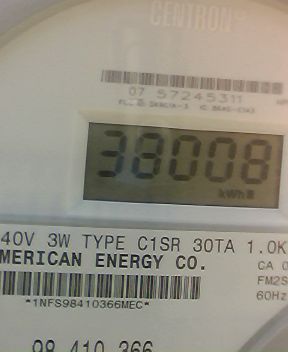 CENTRON®
07 57245311
38008
kWh
40V 3W TYPE C1SR 30TA 1.0K
MERICAN ENERGY CO.
CA 0
FM2S
60Hz
*1NFS98410366MEC*
98 410 366